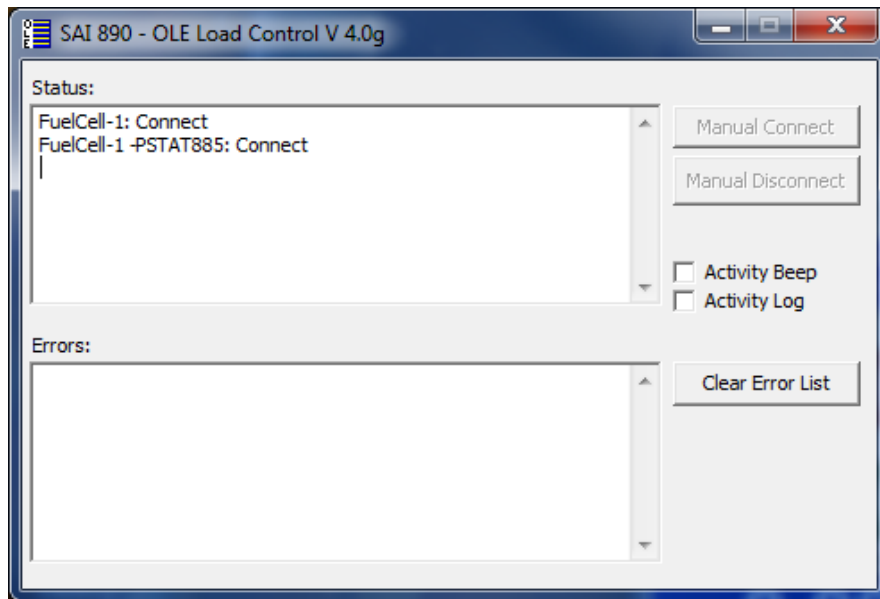 OLE
SAI 890 - OLE Load Control V 4.0g
Status:
FuelCell-1: Connect
FuelCell-1 -PSTAT885: Connect
Manual Connect
Manual Disconnect
Activity Beep
Activity Log
Errors:
Clear Error List